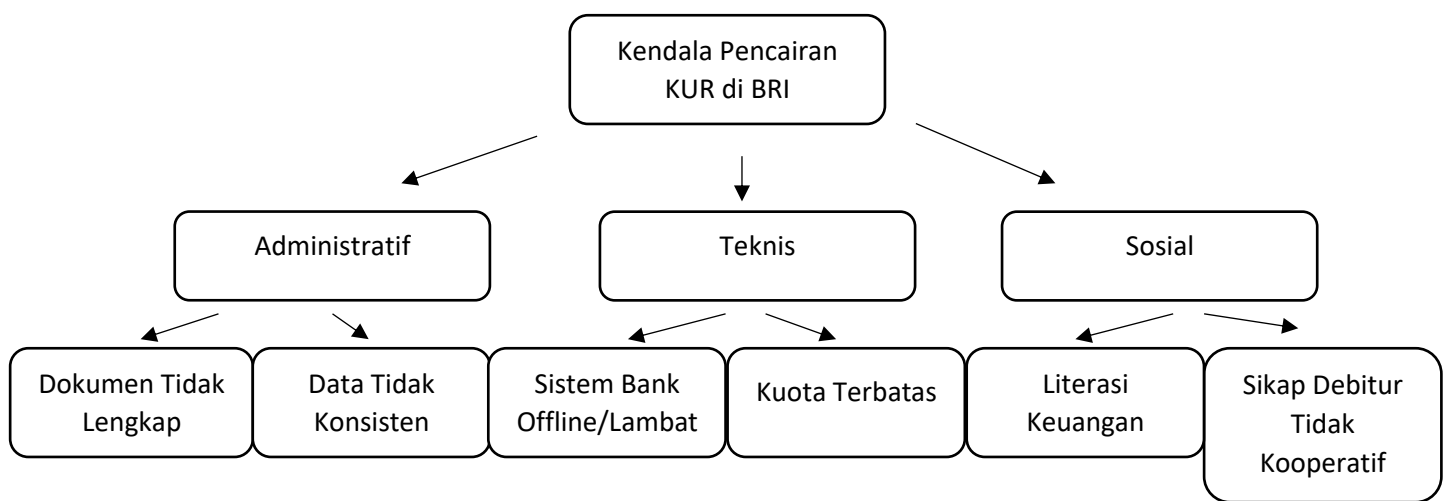 Kendala Pencairan
KUR di BRI
Administratif
Teknis
Sosial
Dokumen Tidak
Lengkap
Data Tidak
Konsisten
Sistem Bank
Offline/Lambat
Kuota Terbatas
Literasi
Keuangan
Sikap Debitur
Tidak
Kooperatif